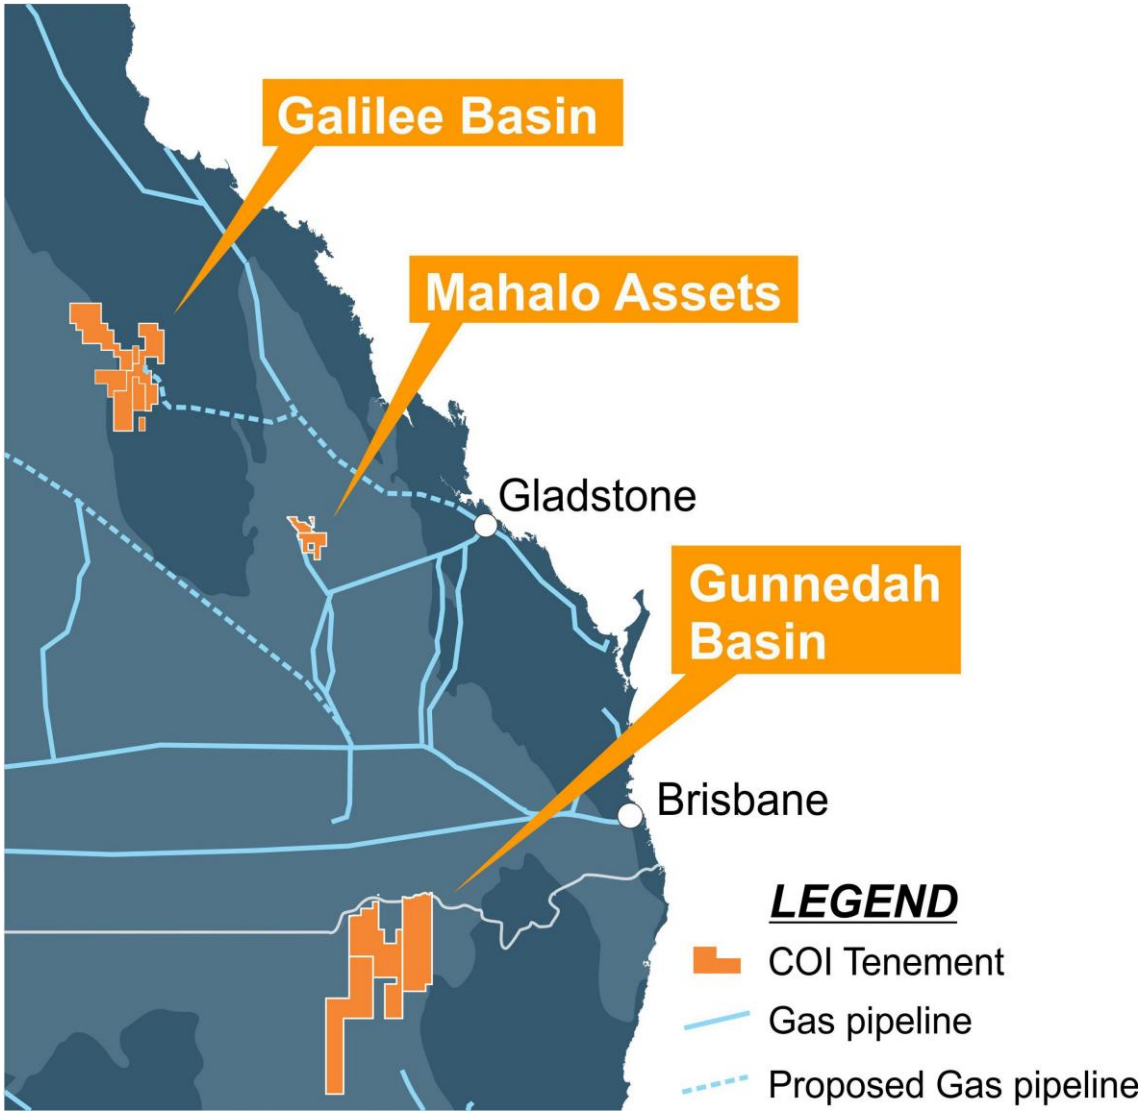 Galilee Basin
Mahalo Assets
Gladstone
Gunnedah
Basin
Brisbane
LEGEND
COI Tenement
Gas pipeline
Proposed Gas pipeline